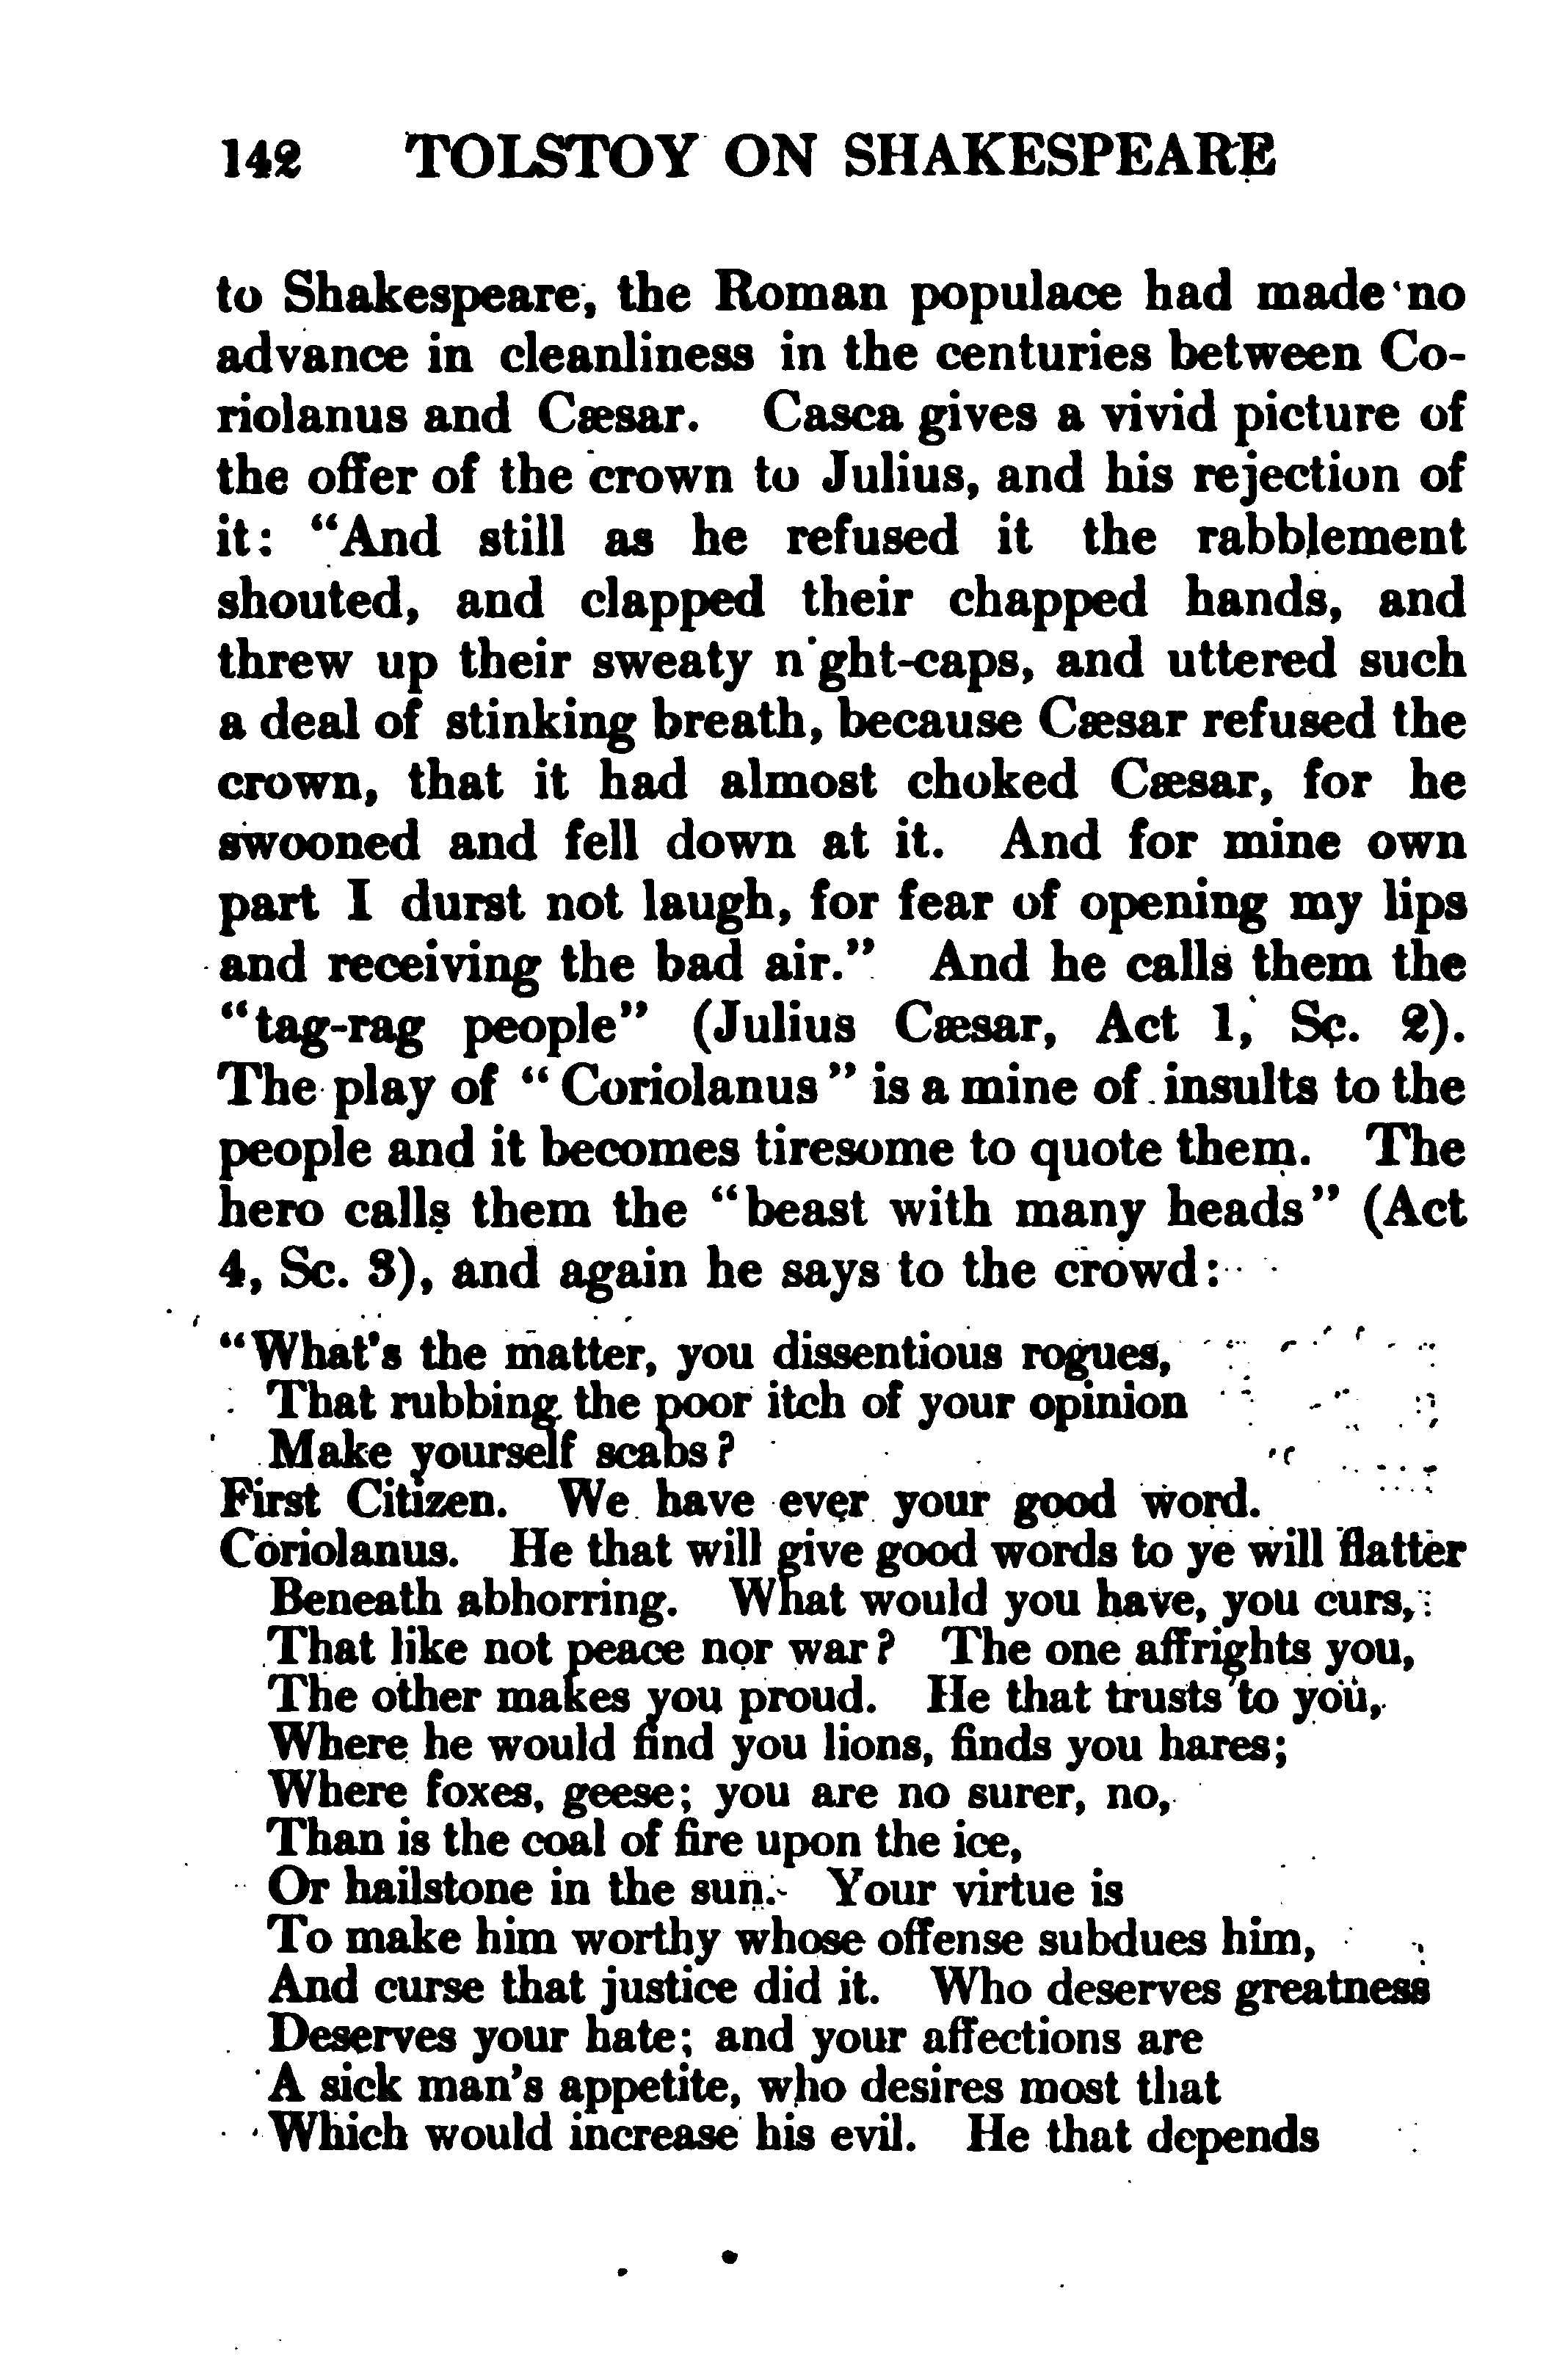 142 TOLSTOY ON SHAKESPEARE
to Shakespeare, the Roman populace had made no
advance in cleanliness in the centuries between Co-
riolanus and Cæsar. Casca gives a vivid picture of
the offer of the crown to Julius, and his rejection of
it: "And still as he refused it the rabblement
shouted, and clapped their chapped hands, and
threw up their sweaty night-caps, and uttered such
a deal of stinking breath, because Cæsar refused the
crown, that it had almost choked Cæsar, for he
swooned and fell down at it. And for mine own
part I durst not laugh, for fear of opening my lips
and receiving the bad air." And he calls them the
"tag-rag people" (Julius Cæsar, Act 1, Sc. 2).
The play of "Coriolanus" is a mine of insults to the
people and it becomes tiresome to quote them. The
hero calls them the "beast with many heads" (Act
4, Sc. 3), and again he says to the crowd:
"What's the matter, you dissentious rogues,
That rubbing the poor itch of your opinion
Make yourself scabs?
First Citizen. We have ever your good word.
Coriolanus. He that will give good words to ye will flatter
Beneath abhorring. What would you have, you curs,
That like not peace nor war? The one affrights you,
The other makes you proud. He that trusts to you,
Where he would find you lions, finds you hares;
Where foxes, geese; you are no surer, no,
Than is the coal of fire upon the ice,
Or hailstone in the sun. Your virtue is
To make him worthy whose offense subdues him,
And curse that justice did it. Who deserves greatness
Deserves your hate; and your affections are
A sick man's appetite, who desires most that
Which would increase his evil. He that depends